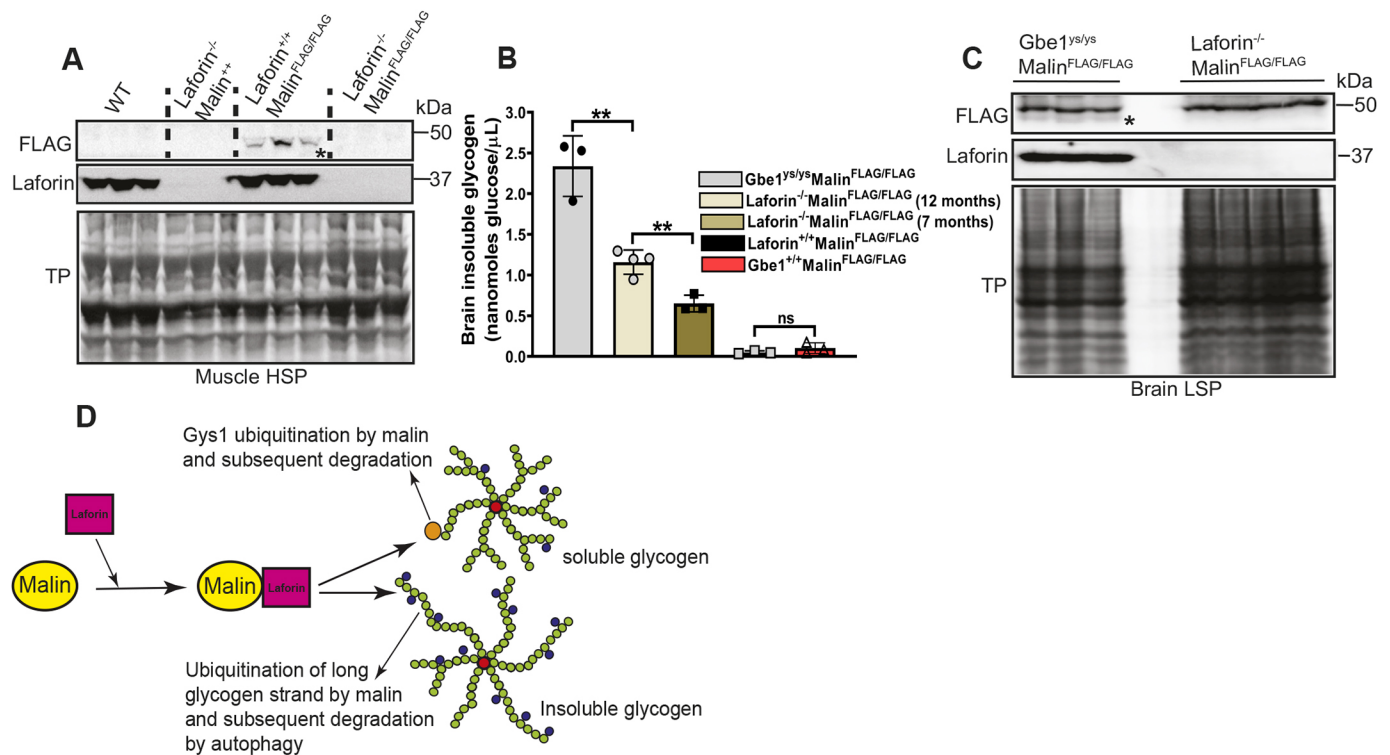 A
WT
Laforin-/-
Malin++
Laforin+/+
MalinFLAG/FLAG
Laforin-/-
MalinFLAG/FLAG
kDa
FLAG
50
*
Laforin
37
TP
Muscle HSP
B
Brain insoluble glycogen
(nanomoles glucose/µL)
3.0
2.5
2.0
1.5
1.0
0.5
0.0
**
**
ns
Gbe1ys/ysMalinFLAG/FLAG
Laforin-/-MalinFLAG/FLAG (12 months)
Laforin-/-MalinFLAG/FLAG (7 months)
Laforin+/+MalinFLAG/FLAG
Gbe1+/+MalinFLAG/FLAG
C
Gbe1ys/ys
MalinFLAG/FLAG
Laforin-/-
MalinFLAG/FLAG
kDa
FLAG
50
*
Laforin
37
TP
Brain LSP
D
Gys1 ubiquitination by malin
and subsequent degradation
Laforin
Malin
Malin
Laforin
soluble glycogen
Ubiquitination of long
glycogen strand by malin
and subsequent degradation
by autophagy
Insoluble glycogen